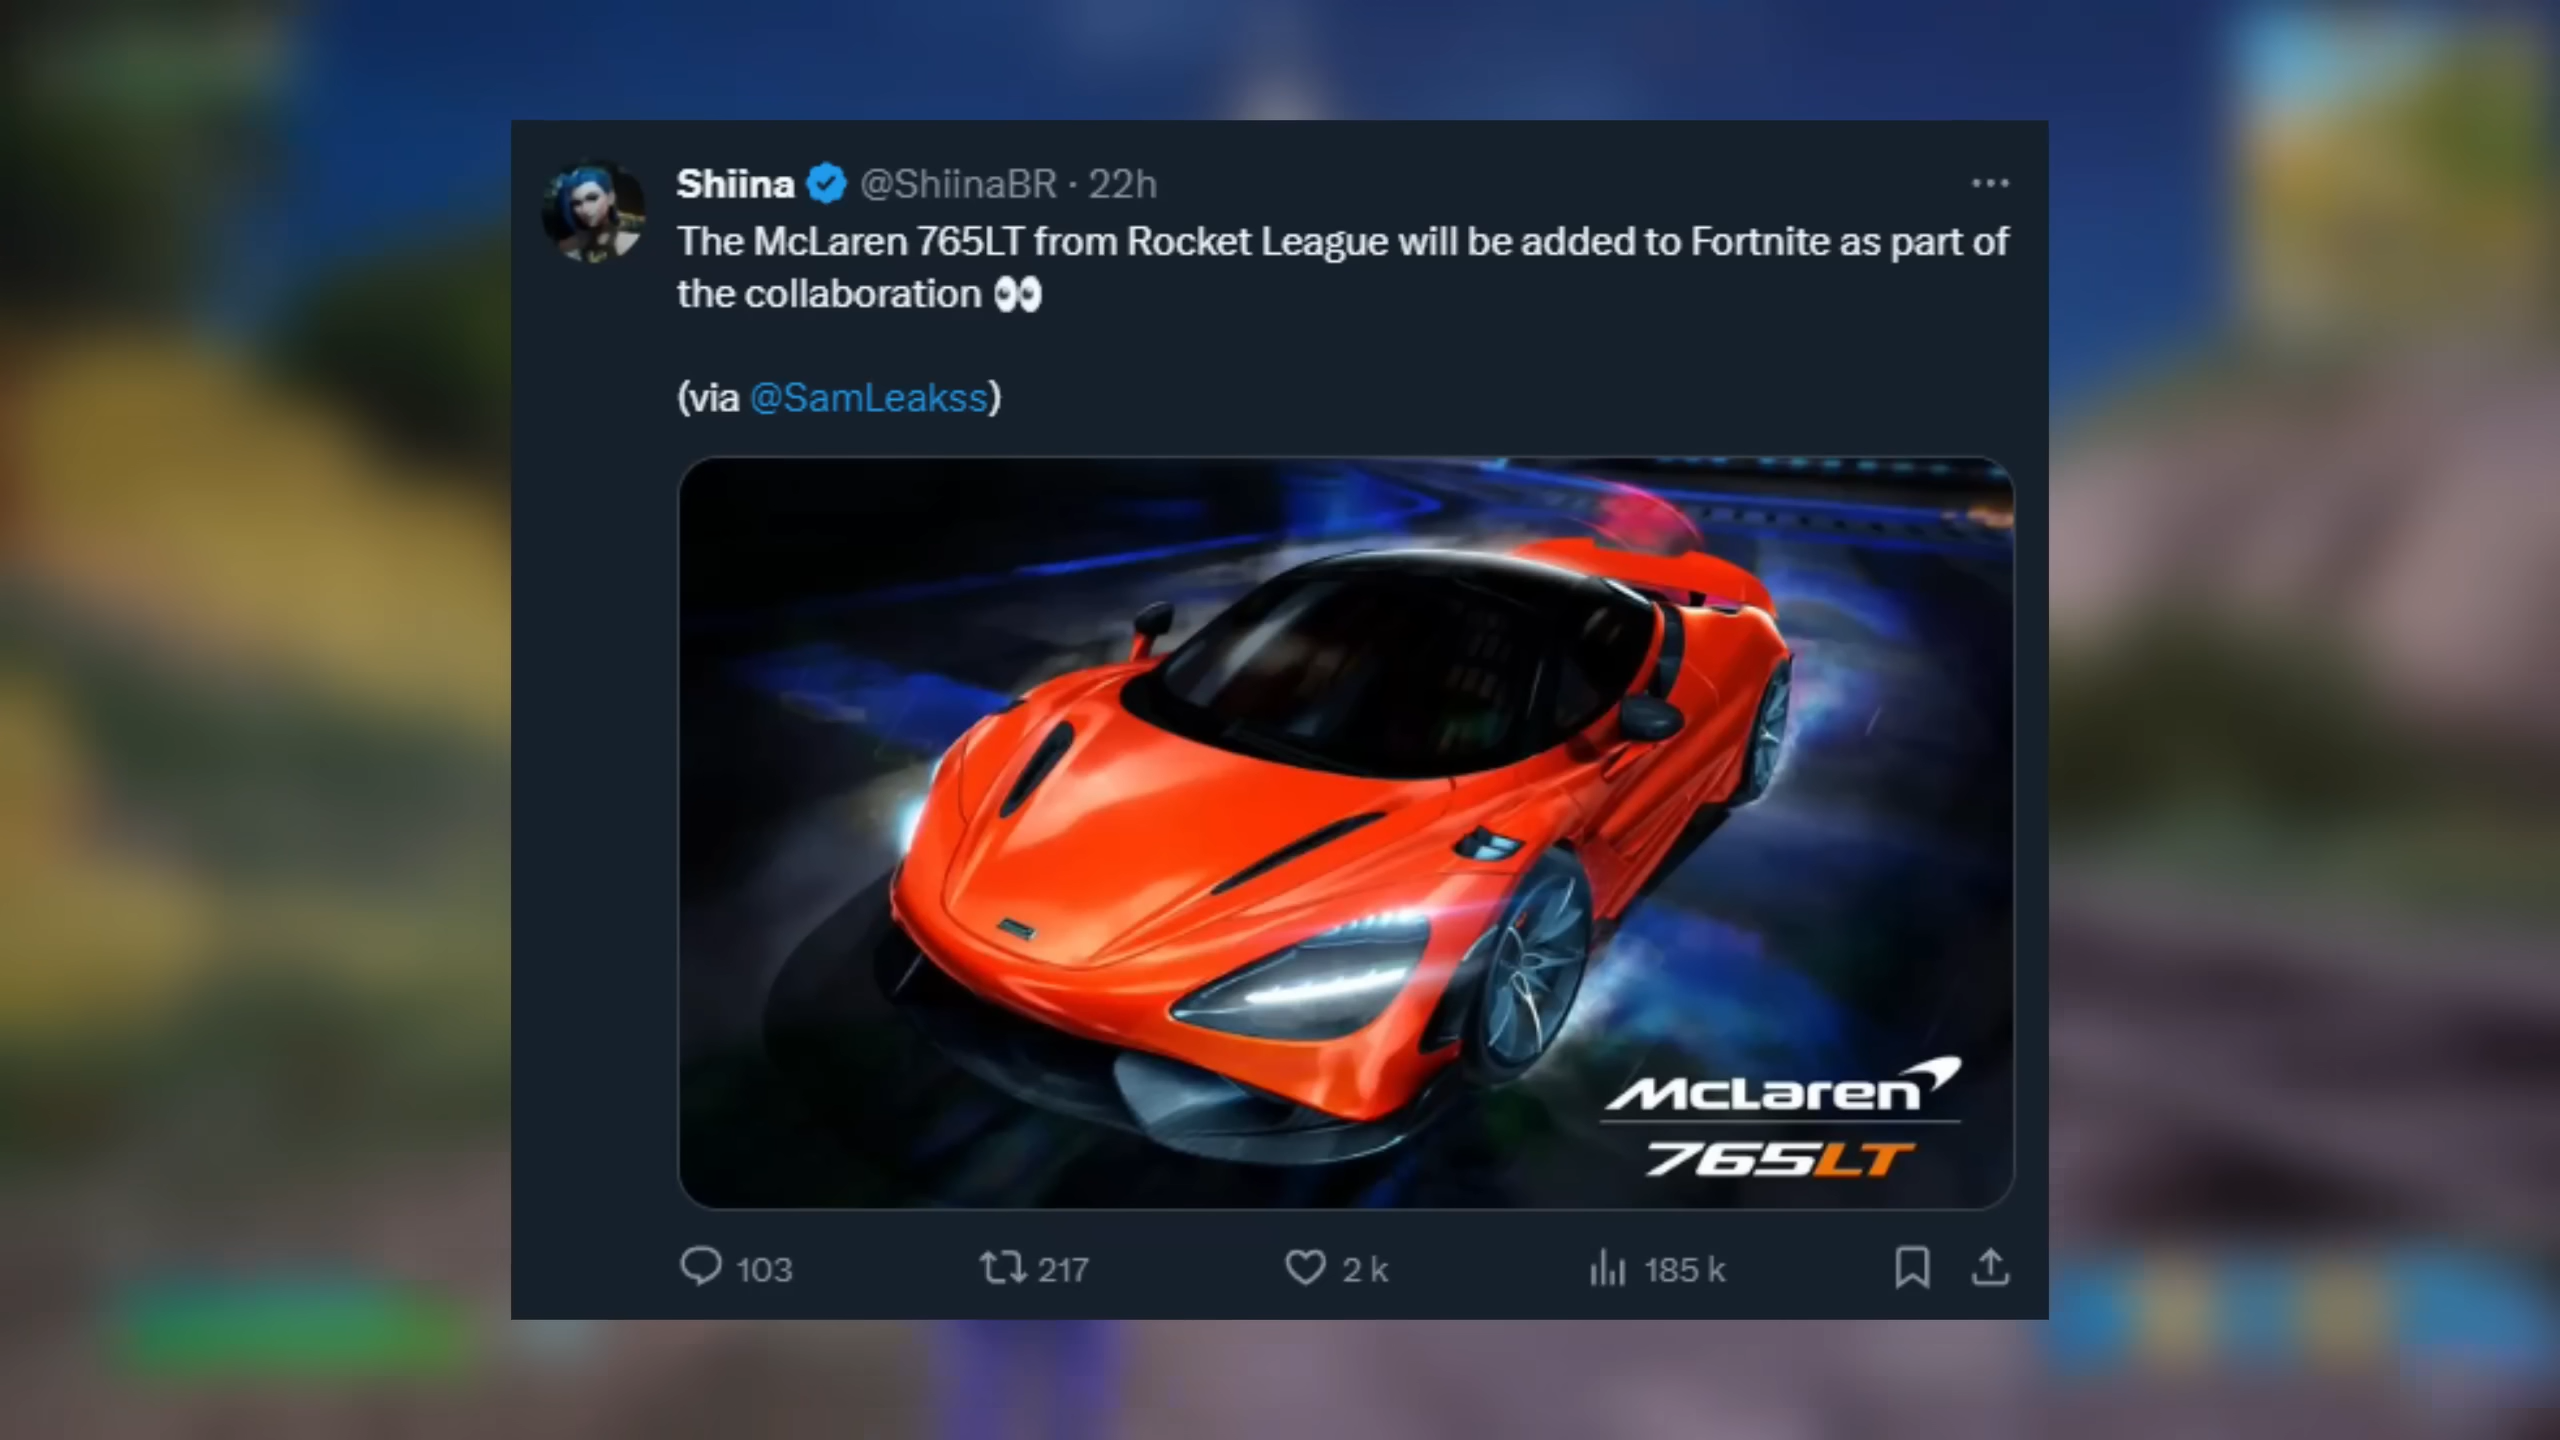 Shiina @ShiinaBR · 22h
The McLaren 765LT from Rocket League will be added to Fortnite as part of
the collaboration 👀
(via @SamLeakss)
McLaren
765LT
103 217 2 k 185 k